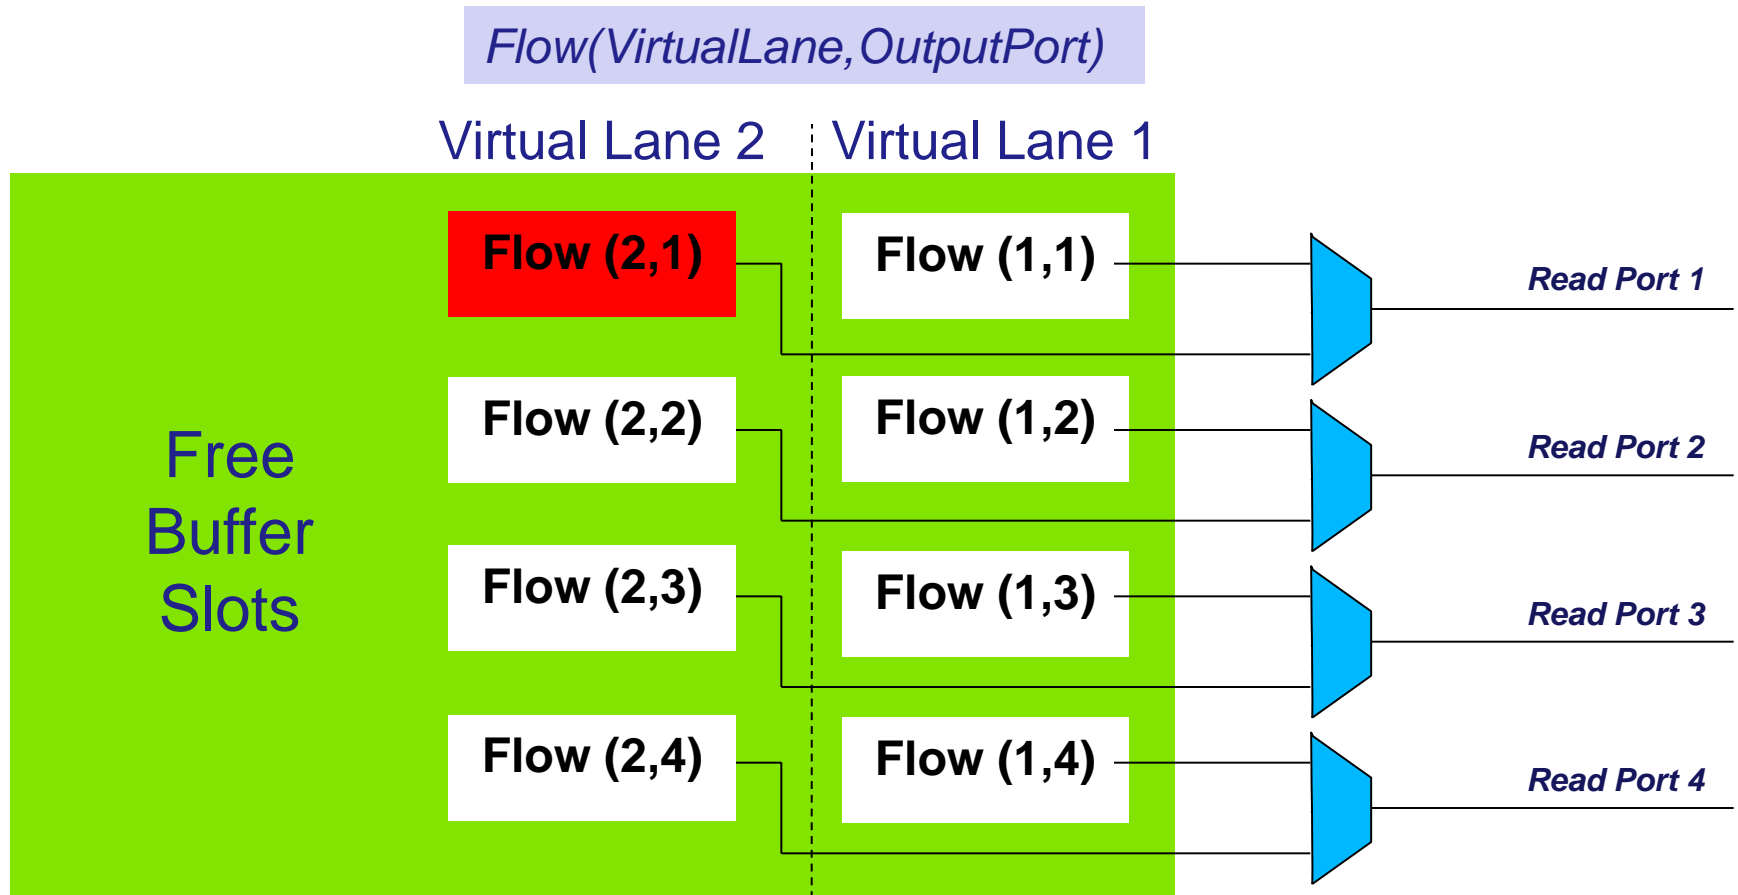 Flow(VirtualLane,OutputPort)
Virtual Lane 2
Virtual Lane 1
Flow (2,1)
Flow (1,1)
Read Port 1
Flow (2,2)
Flow (1,2)
Read Port 2
Free
Buffer
Slots
Flow (2,3)
Flow (1,3)
Read Port 3
Flow (2,4)
Flow (1,4)
Read Port 4